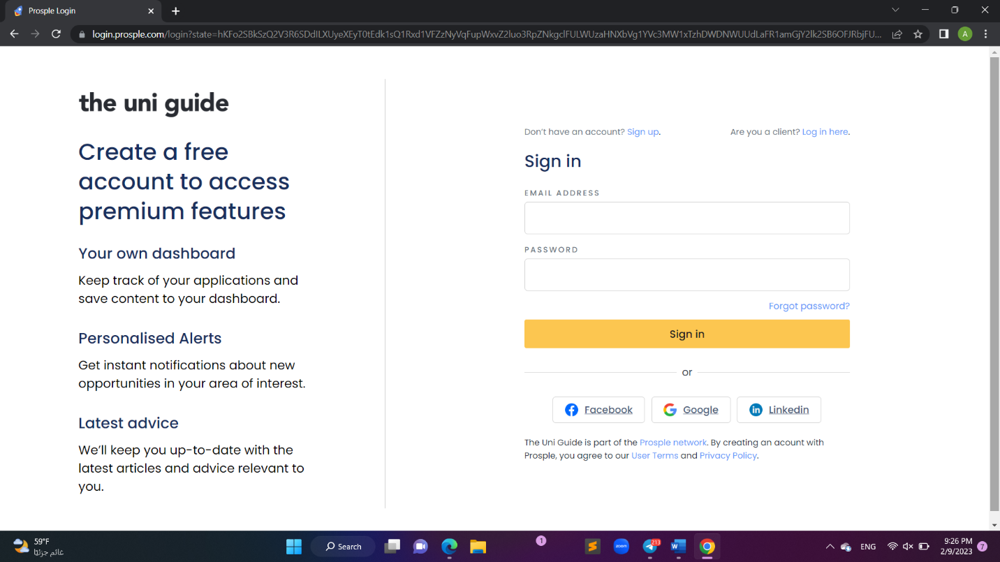 Prosple Login
login.prosple.com/login?state=hKFo2SBkSzQ2V3R6SDdILXUyeXEyT0tEdk1sQ1Rxd1VFZzNyVqFupWxvZ2luo3RpZNkgclFULWUzaHNXbVg1YVc3MW1xTzhDWDNWUUdLaFR1amGjY2lk2SB6OFJRbjFU...
A
the uni guide
Create a free
account to access
premium features
Your own dashboard
Keep track of your applications and
save content to your dashboard.
Personalised Alerts
Get instant notifications about new
opportunities in your area of interest.
Latest advice
We’ll keep you up-to-date with the
latest articles and advice relevant to
you.
Don’t have an account? Sign up.
Are you a client? Log in here.
Sign in
EMAIL ADDRESS
PASSWORD
Forgot password?
Sign in
or
Facebook
Google
Linkedin
The Uni Guide is part of the Prosple network. By creating an acount with
Prosple, you agree to our User Terms and Privacy Policy.
59°F
غائم جزئيًا
Search
1
S
zoom
213
W
ENG
9:26 PM
2/9/2023
7